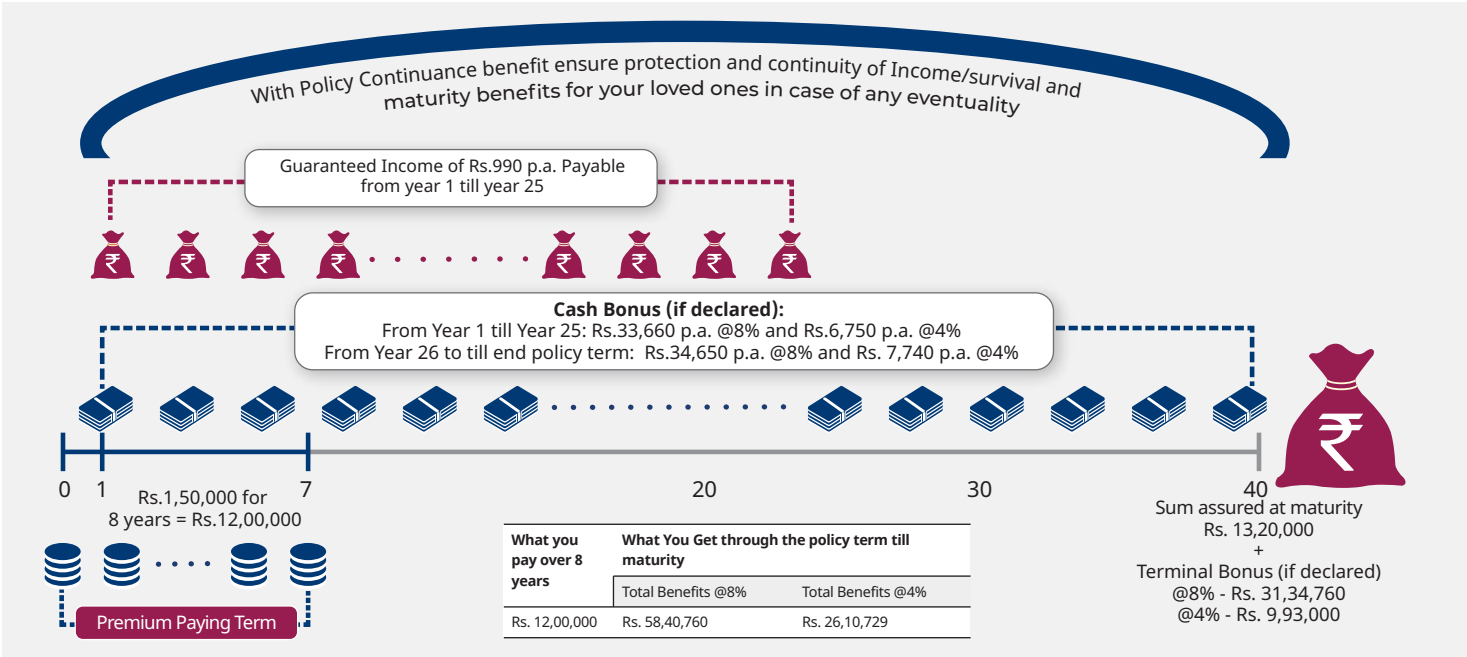 With Policy Continuance benefit ensure protection and continuity of Income/survival and
maturity benefits for your loved ones in case of any eventuality
Guaranteed Income of Rs.990 p.a. Payable
from year 1 till year 25
Cash Bonus (if declared):
From Year 1 till Year 25: Rs.33,660 p.a. @8% and Rs.6,750 p.a. @4%
From Year 26 to till end policy term: Rs.34,650 p.a. @8% and Rs. 7,740 p.a. @4%
0 1 7 20 30 40
Rs.1,50,000 for
8 years = Rs.12,00,000
Premium Paying Term
What you
pay over 8
years
What You Get through the policy term till
maturity
Total Benefits @8% Total Benefits @4%
Rs. 12,00,000 Rs. 58,40,760 Rs. 26,10,729
₹
Sum assured at maturity
Rs. 13,20,000
+
Terminal Bonus (if declared)
@8% - Rs. 31,34,760
@4% - Rs. 9,93,000